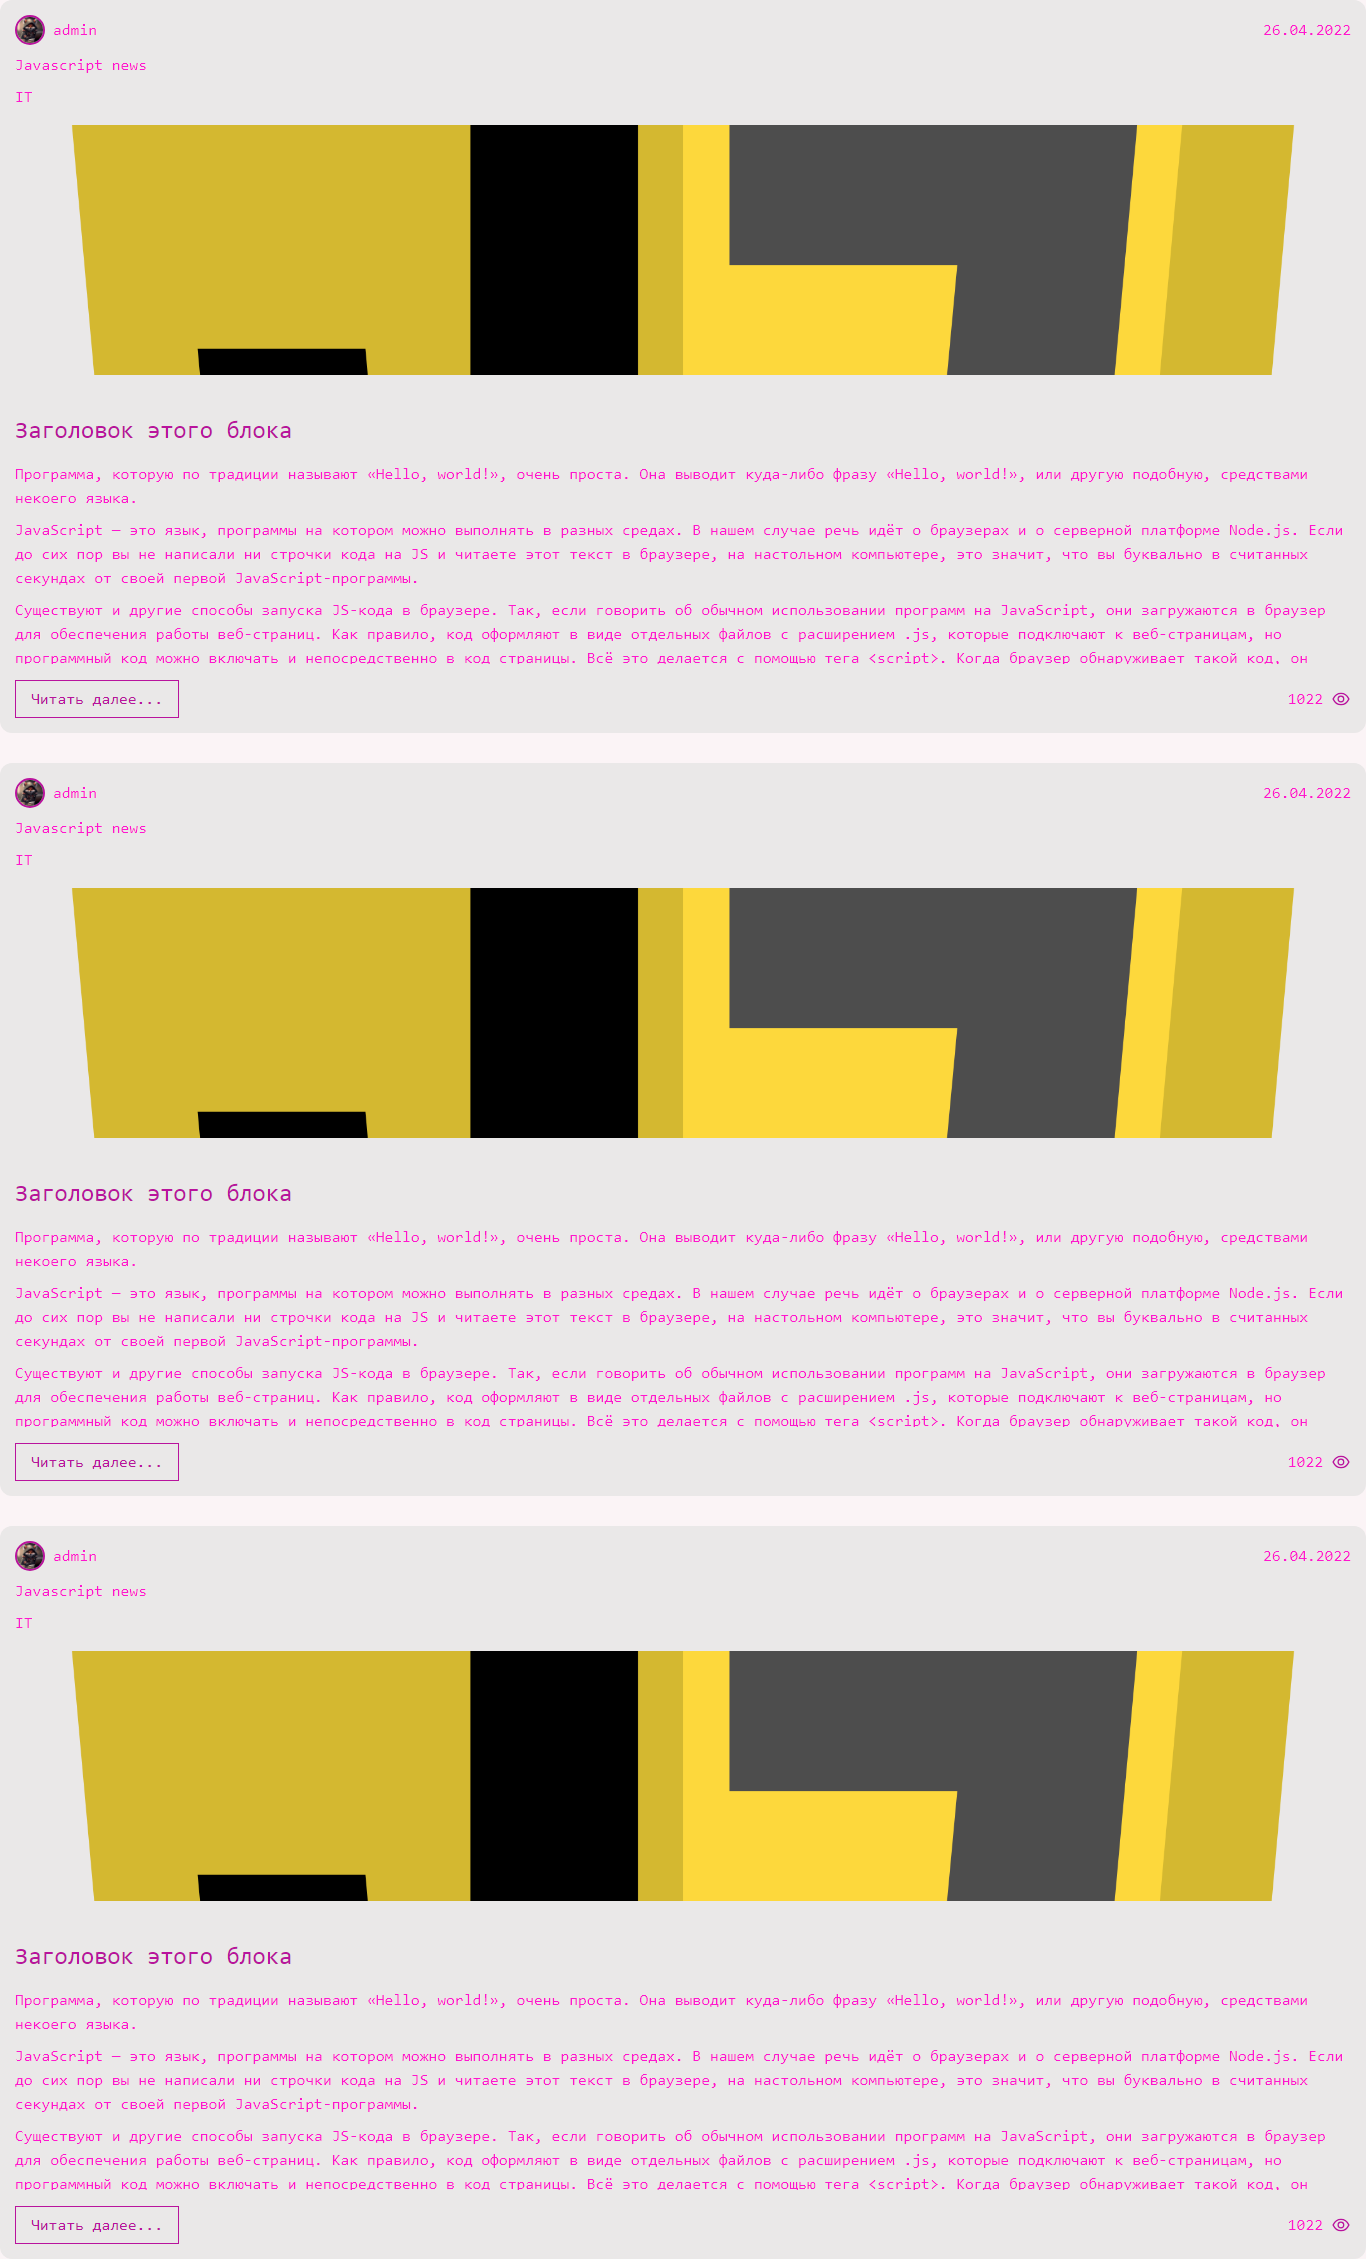 admin 26.04.2022
Javascript news
IT
Заголовок этого блока
Программа, которую по традиции называют «Hello, world!», очень проста. Она выводит куда-либо фразу «Hello, world!», или другую подобную, средствами
некоего языка.
JavaScript — это язык, программы на котором можно выполнять в разных средах. В нашем случае речь идёт о браузерах и о серверной платформе Node.js. Если
до сих пор вы не написали ни строчки кода на JS и читаете этот текст в браузере, на настольном компьютере, это значит, что вы буквально в считанных
секундах от своей первой JavaScript-программы.
Существуют и другие способы запуска JS-кода в браузере. Так, если говорить об обычном использовании программ на JavaScript, они загружаются в браузер
для обеспечения работы веб-страниц. Как правило, код оформляют в виде отдельных файлов с расширением .js, которые подключают к веб-страницам, но
программный код можно включать и непосредственно в код страницы. Всё это делается с помощью тега <script>. Когда браузер обнаруживает такой код, он
Читать далее... 1022
admin 26.04.2022
Javascript news
IT
Заголовок этого блока
Программа, которую по традиции называют «Hello, world!», очень проста. Она выводит куда-либо фразу «Hello, world!», или другую подобную, средствами
некоего языка.
JavaScript — это язык, программы на котором можно выполнять в разных средах. В нашем случае речь идёт о браузерах и о серверной платформе Node.js. Если
до сих пор вы не написали ни строчки кода на JS и читаете этот текст в браузере, на настольном компьютере, это значит, что вы буквально в считанных
секундах от своей первой JavaScript-программы.
Существуют и другие способы запуска JS-кода в браузере. Так, если говорить об обычном использовании программ на JavaScript, они загружаются в браузер
для обеспечения работы веб-страниц. Как правило, код оформляют в виде отдельных файлов с расширением .js, которые подключают к веб-страницам, но
программный код можно включать и непосредственно в код страницы. Всё это делается с помощью тега <script>. Когда браузер обнаруживает такой код, он
Читать далее... 1022
admin 26.04.2022
Javascript news
IT
Заголовок этого блока
Программа, которую по традиции называют «Hello, world!», очень проста. Она выводит куда-либо фразу «Hello, world!», или другую подобную, средствами
некоего языка.
JavaScript — это язык, программы на котором можно выполнять в разных средах. В нашем случае речь идёт о браузерах и о серверной платформе Node.js. Если
до сих пор вы не написали ни строчки кода на JS и читаете этот текст в браузере, на настольном компьютере, это значит, что вы буквально в считанных
секундах от своей первой JavaScript-программы.
Существуют и другие способы запуска JS-кода в браузере. Так, если говорить об обычном использовании программ на JavaScript, они загружаются в браузер
для обеспечения работы веб-страниц. Как правило, код оформляют в виде отдельных файлов с расширением .js, которые подключают к веб-страницам, но
программный код можно включать и непосредственно в код страницы. Всё это делается с помощью тега <script>. Когда браузер обнаруживает такой код, он
Читать далее... 1022